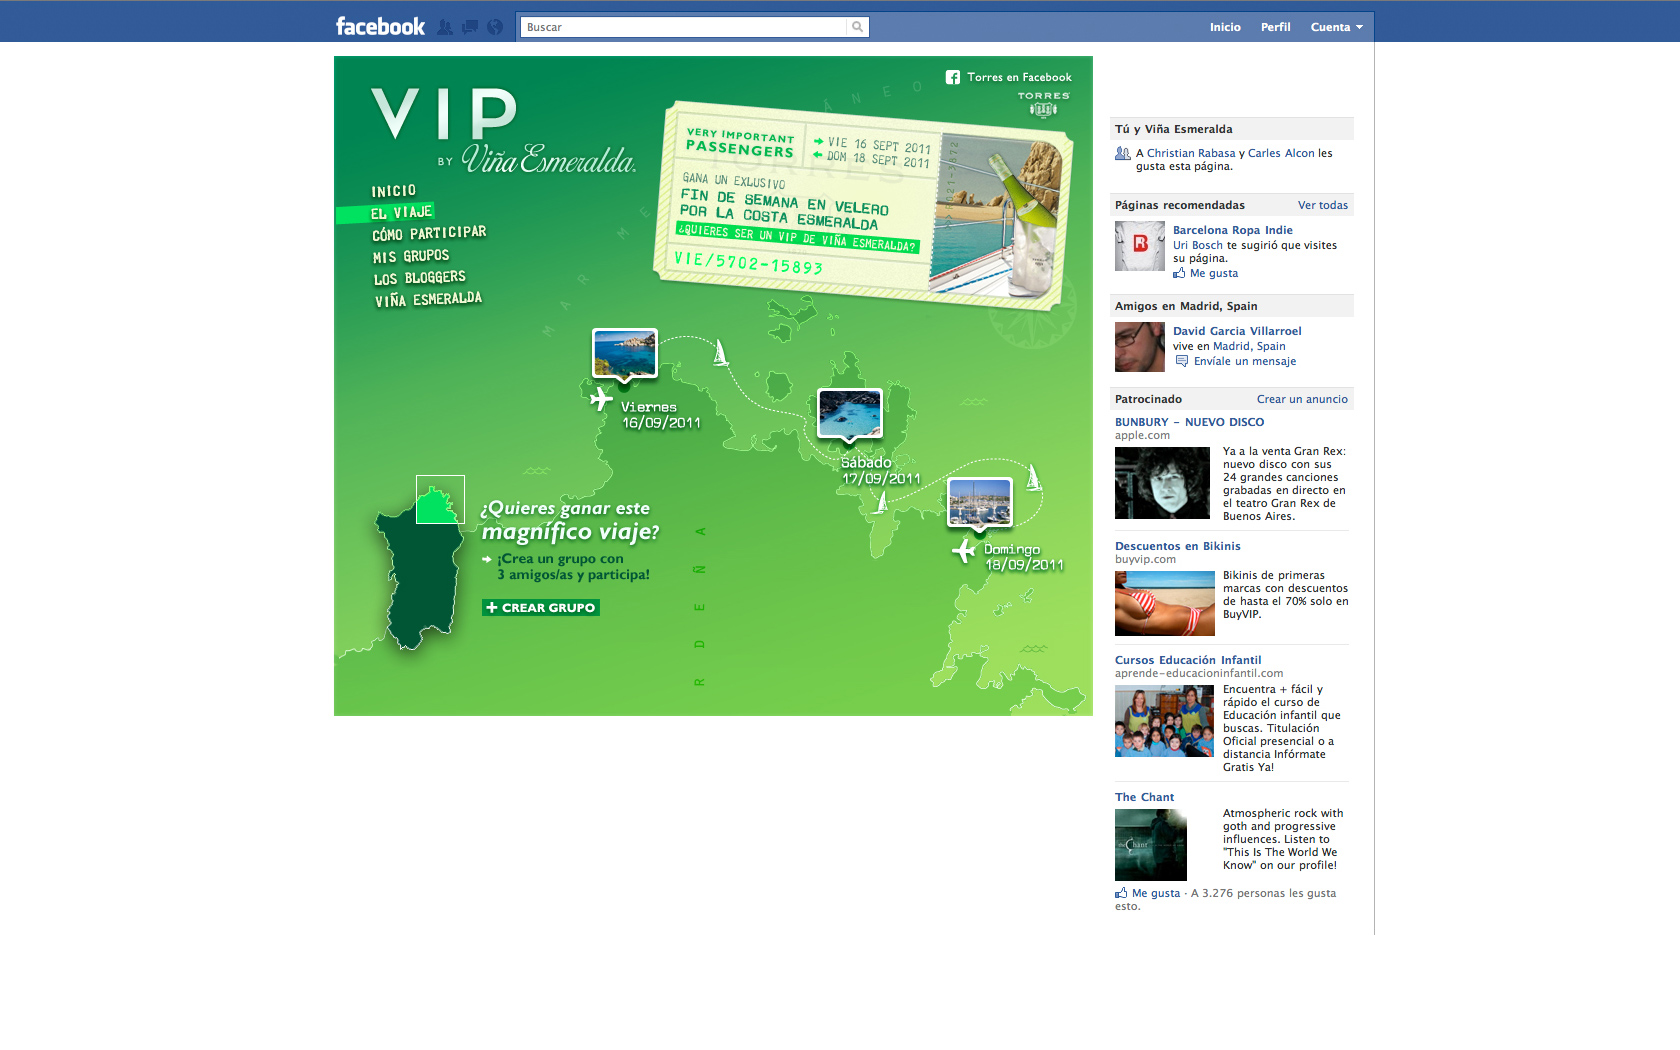 facebook
Buscar
Inicio Perfil Cuenta
Torres en Facebook
TORRES
VIP
BY Viña Esmeralda.
INICIO
EL VIAJE
CÓMO PARTICIPAR
MIS GRUPOS
LOS BLOGGERS
VIÑA ESMERALDA
VERY IMPORTANT
PASSENGERS
VIE 16 SEPT 2011
DOM 18 SEPT 2011
GANA UN EXLUSIVO
FIN DE SEMANA EN VELERO
POR LA COSTA ESMERALDA
¿QUIERES SER UN VIP DE VIÑA ESMERALDA?
VIE/5702-15893
Viernes
16/09/2011
Sábado
17/09/2011
Domingo
18/09/2011
¿Quieres ganar este
magnífico viaje?
¡Crea un grupo con
3 amigos/as y participa!
+ CREAR GRUPO
R D E Ñ A
Tú y Viña Esmeralda
A Christian Rabasa y Carles Alcon les
gusta esta página.
Páginas recomendadas Ver todas
Barcelona Ropa Indie
Uri Bosch te sugirió que visites
su página.
Me gusta
Amigos en Madrid, Spain
David Garcia Villarroel
vive en Madrid, Spain
Envíale un mensaje
Patrocinado Crear un anuncio
BUNBURY - NUEVO DISCO
apple.com
Ya a la venta Gran Rex:
nuevo disco con sus
24 grandes canciones
grabadas en directo en
el teatro Gran Rex de
Buenos Aires.
Descuentos en Bikinis
buyvip.com
Bikinis de primeras
marcas con descuentos
de hasta el 70% solo en
BuyVIP.
Cursos Educación Infantil
aprende-educacioninfantil.com
Encuentra + fácil y
rápido el curso de
Educación infantil que
buscas. Titulación
Oficial presencial o a
distancia Infórmate
Gratis Ya!
The Chant
the Chant
Atmospheric rock with
goth and progressive
influences. Listen to
"This Is The World We
Know" on our profile!
Me gusta · A 3.276 personas les gusta
esto.